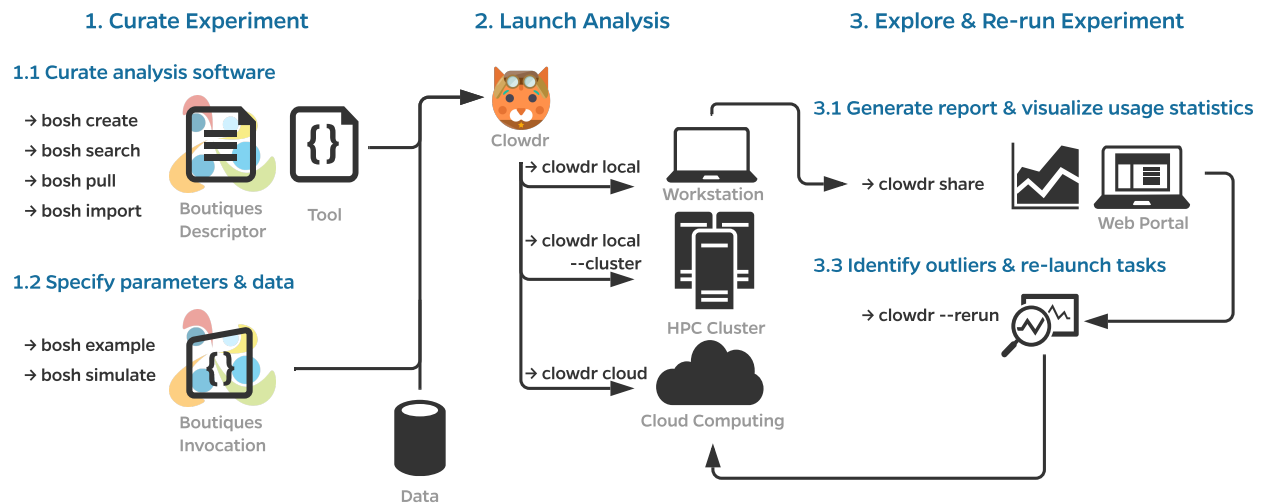 1. Curate Experiment
1.1 Curate analysis software
→ bosh create
→ bosh search
→ bosh pull
→ bosh import
Boutiques
Descriptor
{}
Tool
1.2 Specify parameters & data
→ bosh example
→ bosh simulate
{}
Boutiques
Invocation
Data
2. Launch Analysis
Clowdr
→ clowdr local
Workstation
→ clowdr local
--cluster
HPC Cluster
→ clowdr cloud
Cloud Computing
3. Explore & Re-run Experiment
3.1 Generate report & visualize usage statistics
→ clowdr share
Web Portal
3.3 Identify outliers & re-launch tasks
→ clowdr --rerun